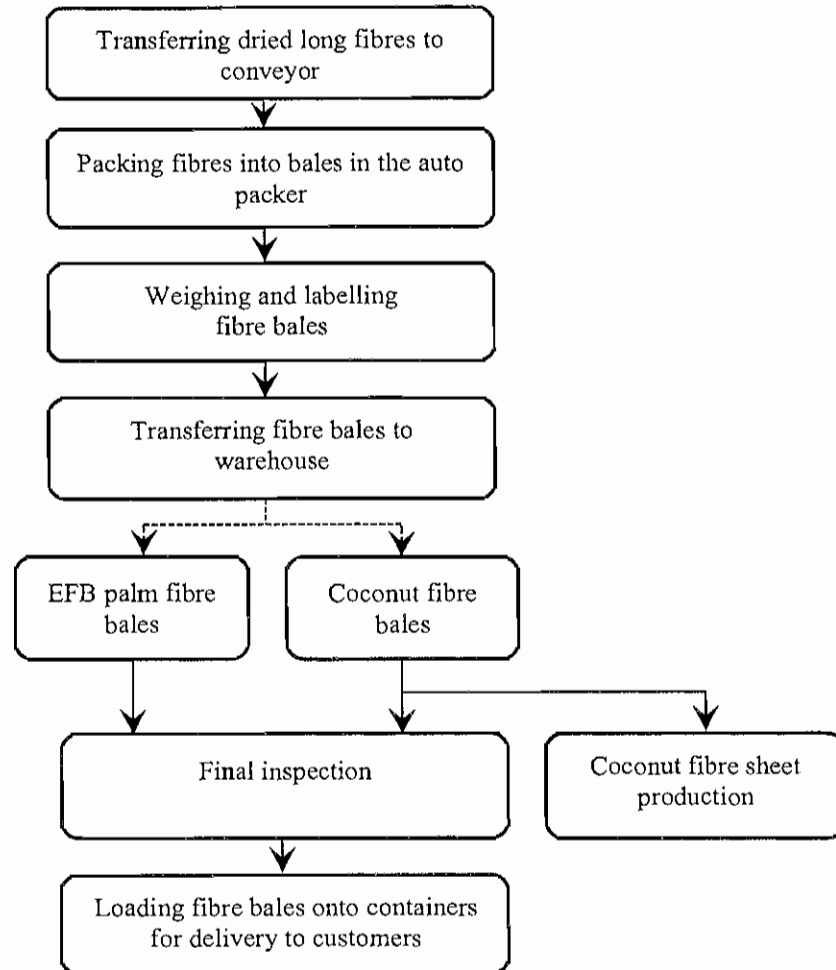 Transferring dried long fibres to
conveyor
Packing fibres into bales in the auto
packer
Weighing and labelling
fibre bales
Transferring fibre bales to
warehouse
EFB palm fibre
bales
Coconut fibre
bales
Final inspection
Coconut fibre sheet
production
Loading fibre bales onto containers
for delivery to customers